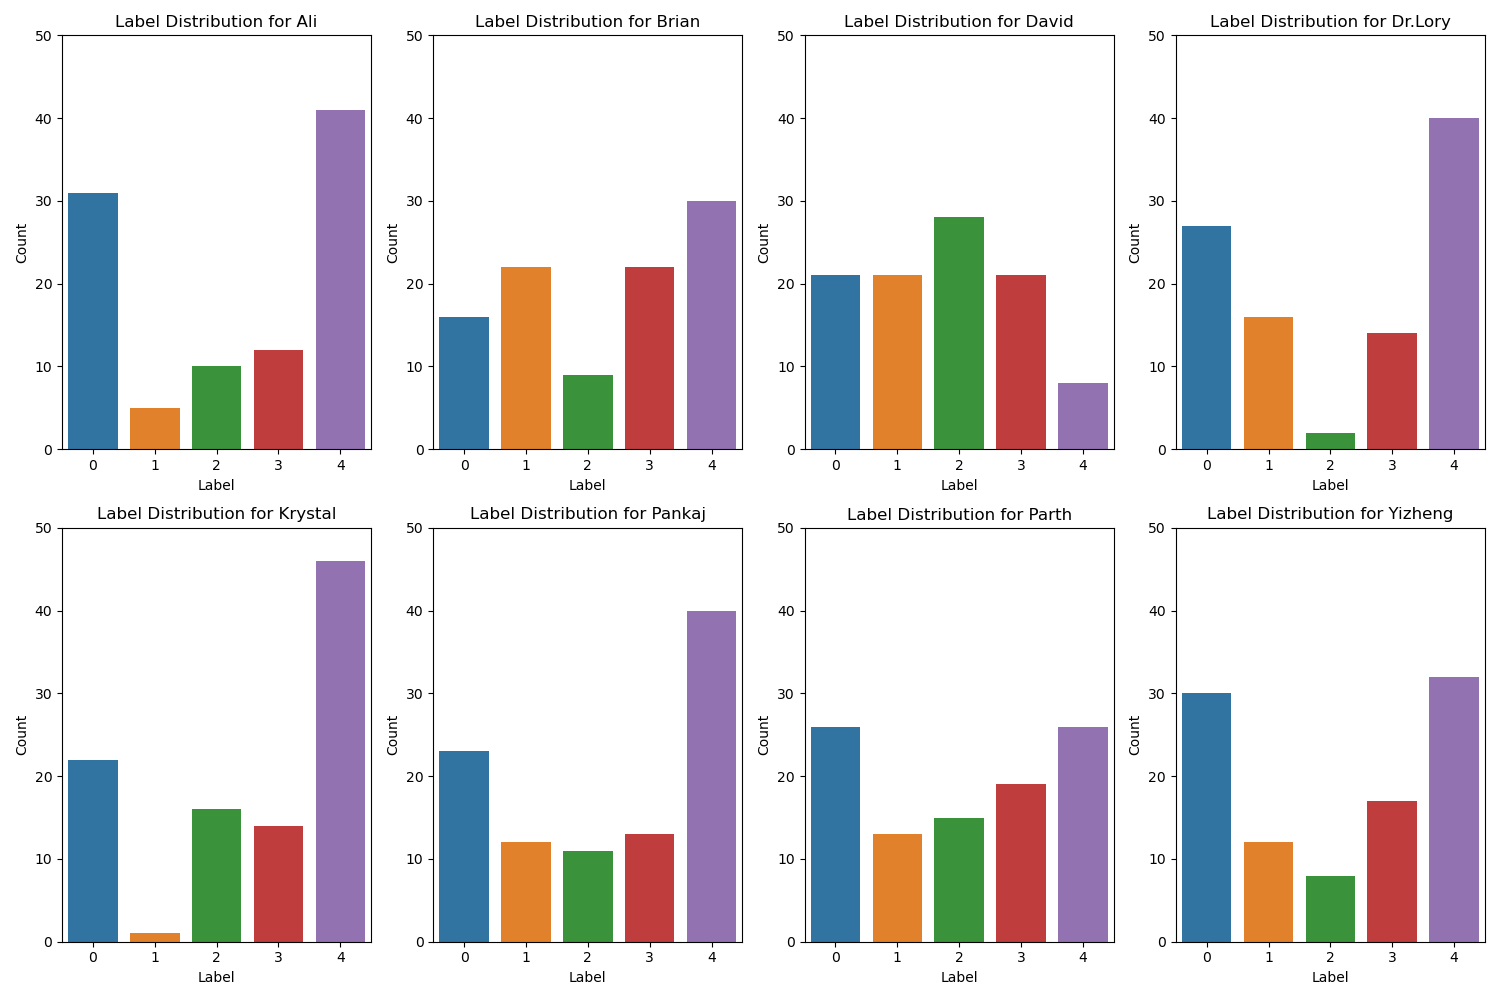 Label Distribution for Ali
50
40
30
20
10
0
Count
0 1 2 3 4
Label
Label Distribution for Brian
50
40
30
20
10
0
Count
0 1 2 3 4
Label
Label Distribution for David
50
40
30
20
10
0
Count
0 1 2 3 4
Label
Label Distribution for Dr.Lory
50
40
30
20
10
0
Count
0 1 2 3 4
Label
Label Distribution for Krystal
50
40
30
20
10
0
Count
0 1 2 3 4
Label
Label Distribution for Pankaj
50
40
30
20
10
0
Count
0 1 2 3 4
Label
Label Distribution for Parth
50
40
30
20
10
0
Count
0 1 2 3 4
Label
Label Distribution for Yizheng
50
40
30
20
10
0
Count
0 1 2 3 4
Label